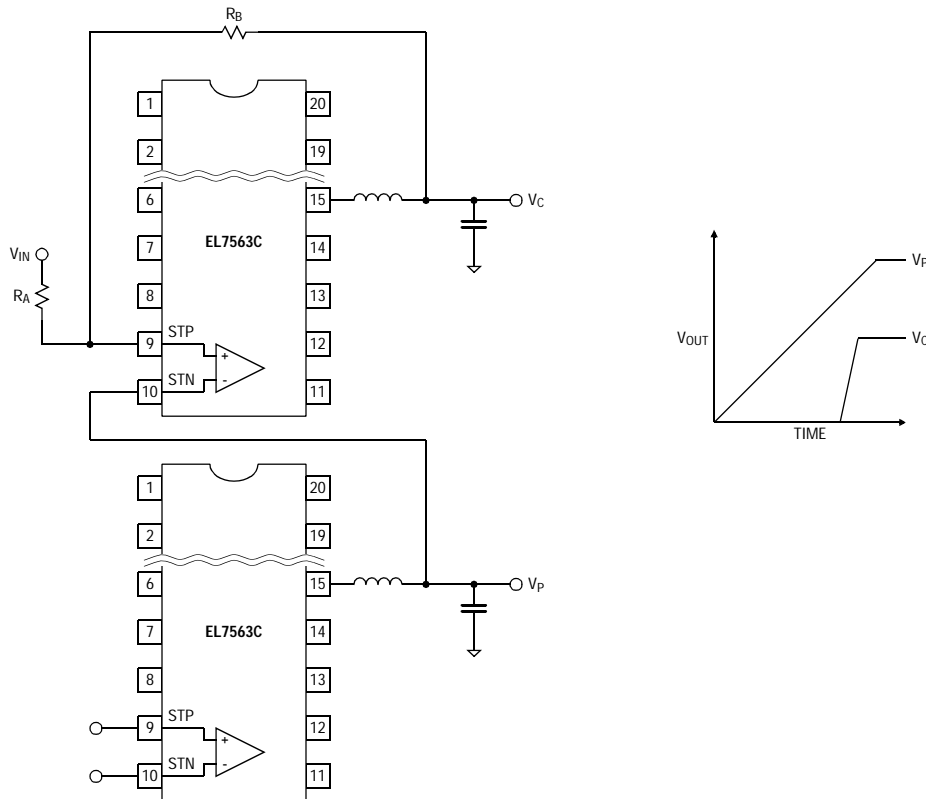 RB
1
20
2
19
6
15
VC
EL7563C
7
14
VIN
8
13
RA
STP
9
+
12
STN
10
-
11
VP
VOUT
VC
TIME
1
20
2
19
6
15
VP
EL7563C
7
14
8
13
STP
9
+
12
STN
10
-
11